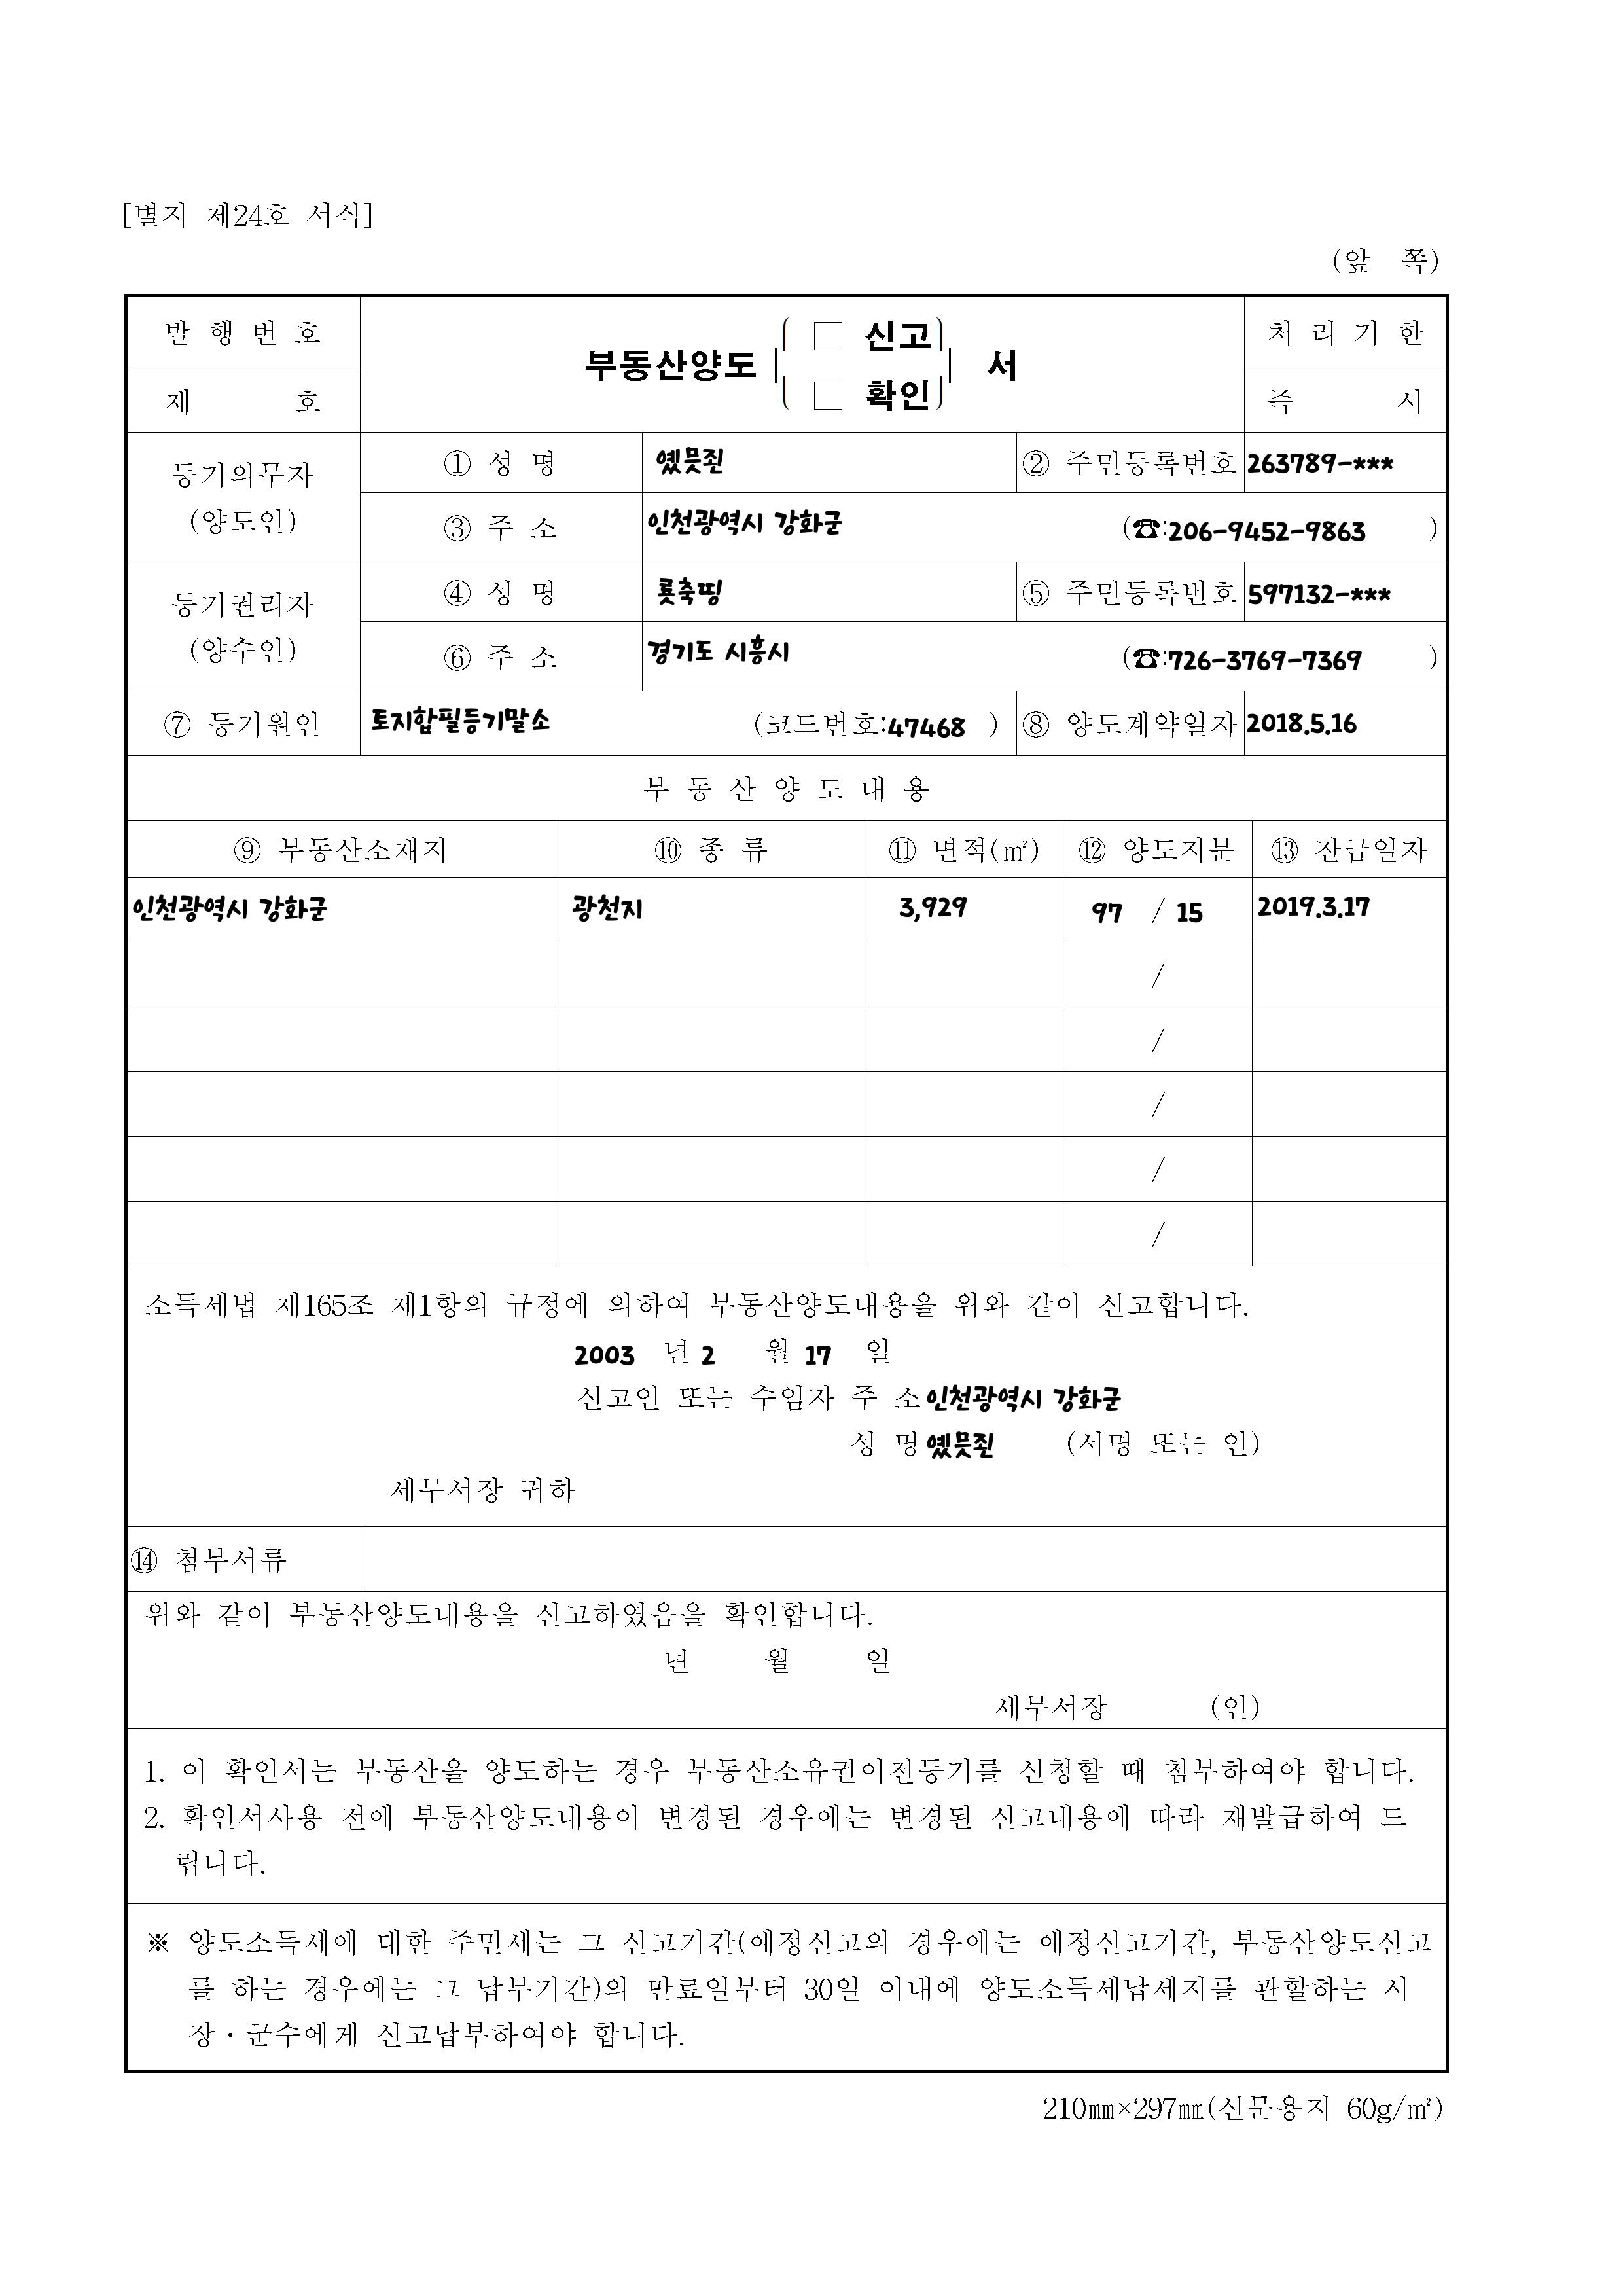 [별지 제24호 서식]
(앞 쪽)
발 행 번 호
제 호
부동산양도 □ 신고 □ 확인 서
처 리 기 한
즉 시
등기의무자
(양도인)
① 성 명
② 주민등록번호 263789-***
③ 주 소 인천광역시 강화군 (☎:206-9452-9863 )
등기권리자
(양수인)
④ 성 명
⑤ 주민등록번호 597132-***
⑥ 주 소 경기도 시흥시 (☎:726-3769-7369 )
⑦ 등기원인 토지합필등기말소 (코드번호:47468 ) ⑧ 양도계약일자 2018.5.16
부 동 산 양 도 내 용
⑨ 부동산소재지 ⑩ 종 류 ⑪ 면적(㎡) ⑫ 양도지분 ⑬ 잔금일자
인천광역시 강화군 광천지 3,929 97 / 15 2019.3.17
/
/
/
/
/
소득세법 제165조 제1항의 규정에 의하여 부동산양도내용을 위와 같이 신고합니다.
2003 년 2 월 17 일
신고인 또는 수임자 주 소 인천광역시 강화군
성 명 (서명 또는 인)
세무서장 귀하
⑭ 첨부서류
위와 같이 부동산양도내용을 신고하였음을 확인합니다.
년 월 일
세무서장 (인)
1. 이 확인서는 부동산을 양도하는 경우 부동산소유권이전등기를 신청할 때 첨부하여야 합니다.
2. 확인서사용 전에 부동산양도내용이 변경된 경우에는 변경된 신고내용에 따라 재발급하여 드
립니다.
※ 양도소득세에 대한 주민세는 그 신고기간(예정신고의 경우에는 예정신고기간, 부동산양도신고
를 하는 경우에는 그 납부기간)의 만료일부터 30일 이내에 양도소득세납세지를 관할하는 시
장·군수에게 신고납부하여야 합니다.
210㎜×297㎜(신문용지 60g/㎡)